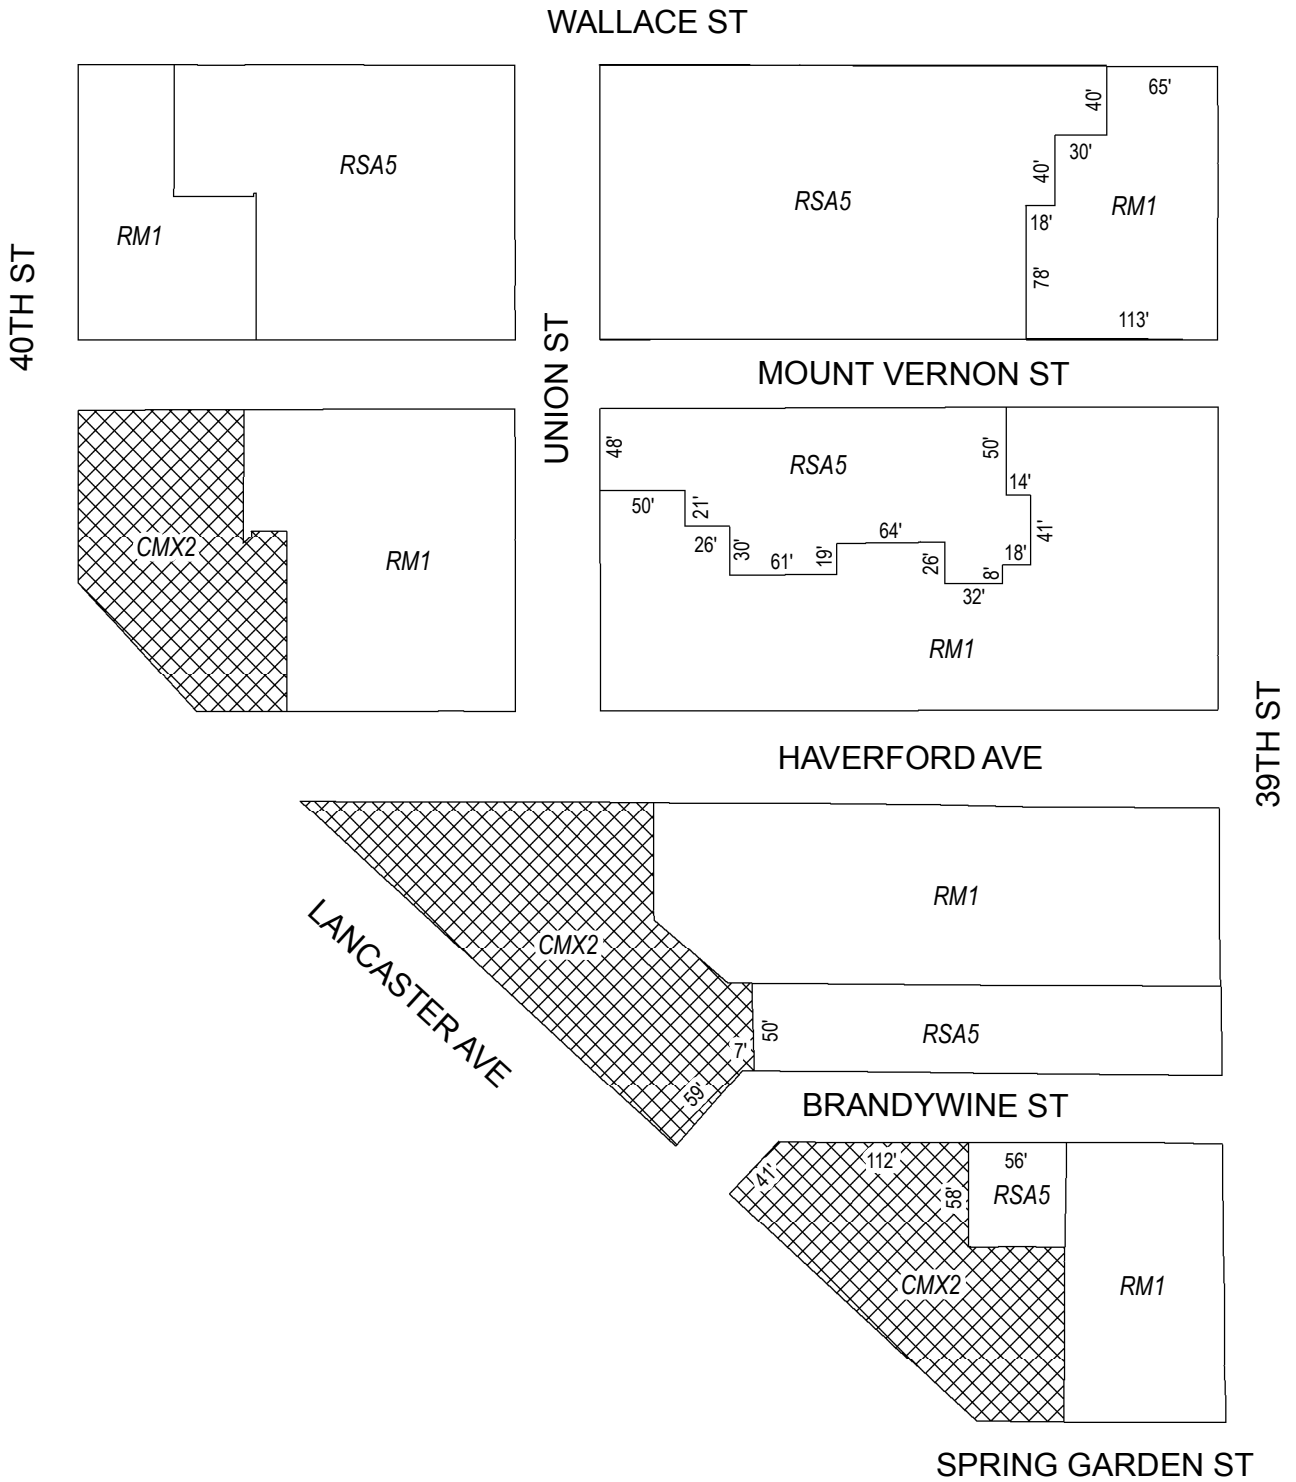 WALLACE ST
40TH ST
RSA5
RM1
UNION ST
RSA5
40'
65'
40'
30'
18'
RM1
78'
113'
MOUNT VERNON ST
CMX2
RM1
48'
RSA5
50'
50'
21'
26'
30'
61'
19'
64'
26'
32'
8'
18'
14'
41'
RM1
HAVERFORD AVE
39TH ST
LANCASTER AVE
CMX2
RM1
50'
RSA5
7'
59'
BRANDYWINE ST
41'
112'
58'
56'
RSA5
CMX2
RM1
SPRING GARDEN ST